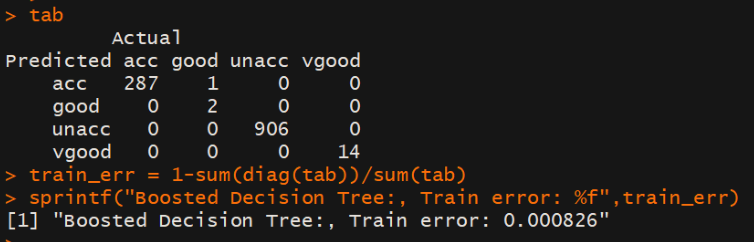 > tab
         Actual
Predicted acc good unacc vgood
    acc   287    1     0     0
    good    0    2     0     0
    unacc   0    0   906     0
    vgood   0    0     0    14
> train_err = 1-sum(diag(tab))/sum(tab)
> sprintf("Boosted Decision Tree:, Train error: %f",train_err)
[1] "Boosted Decision Tree:, Train error: 0.000826"